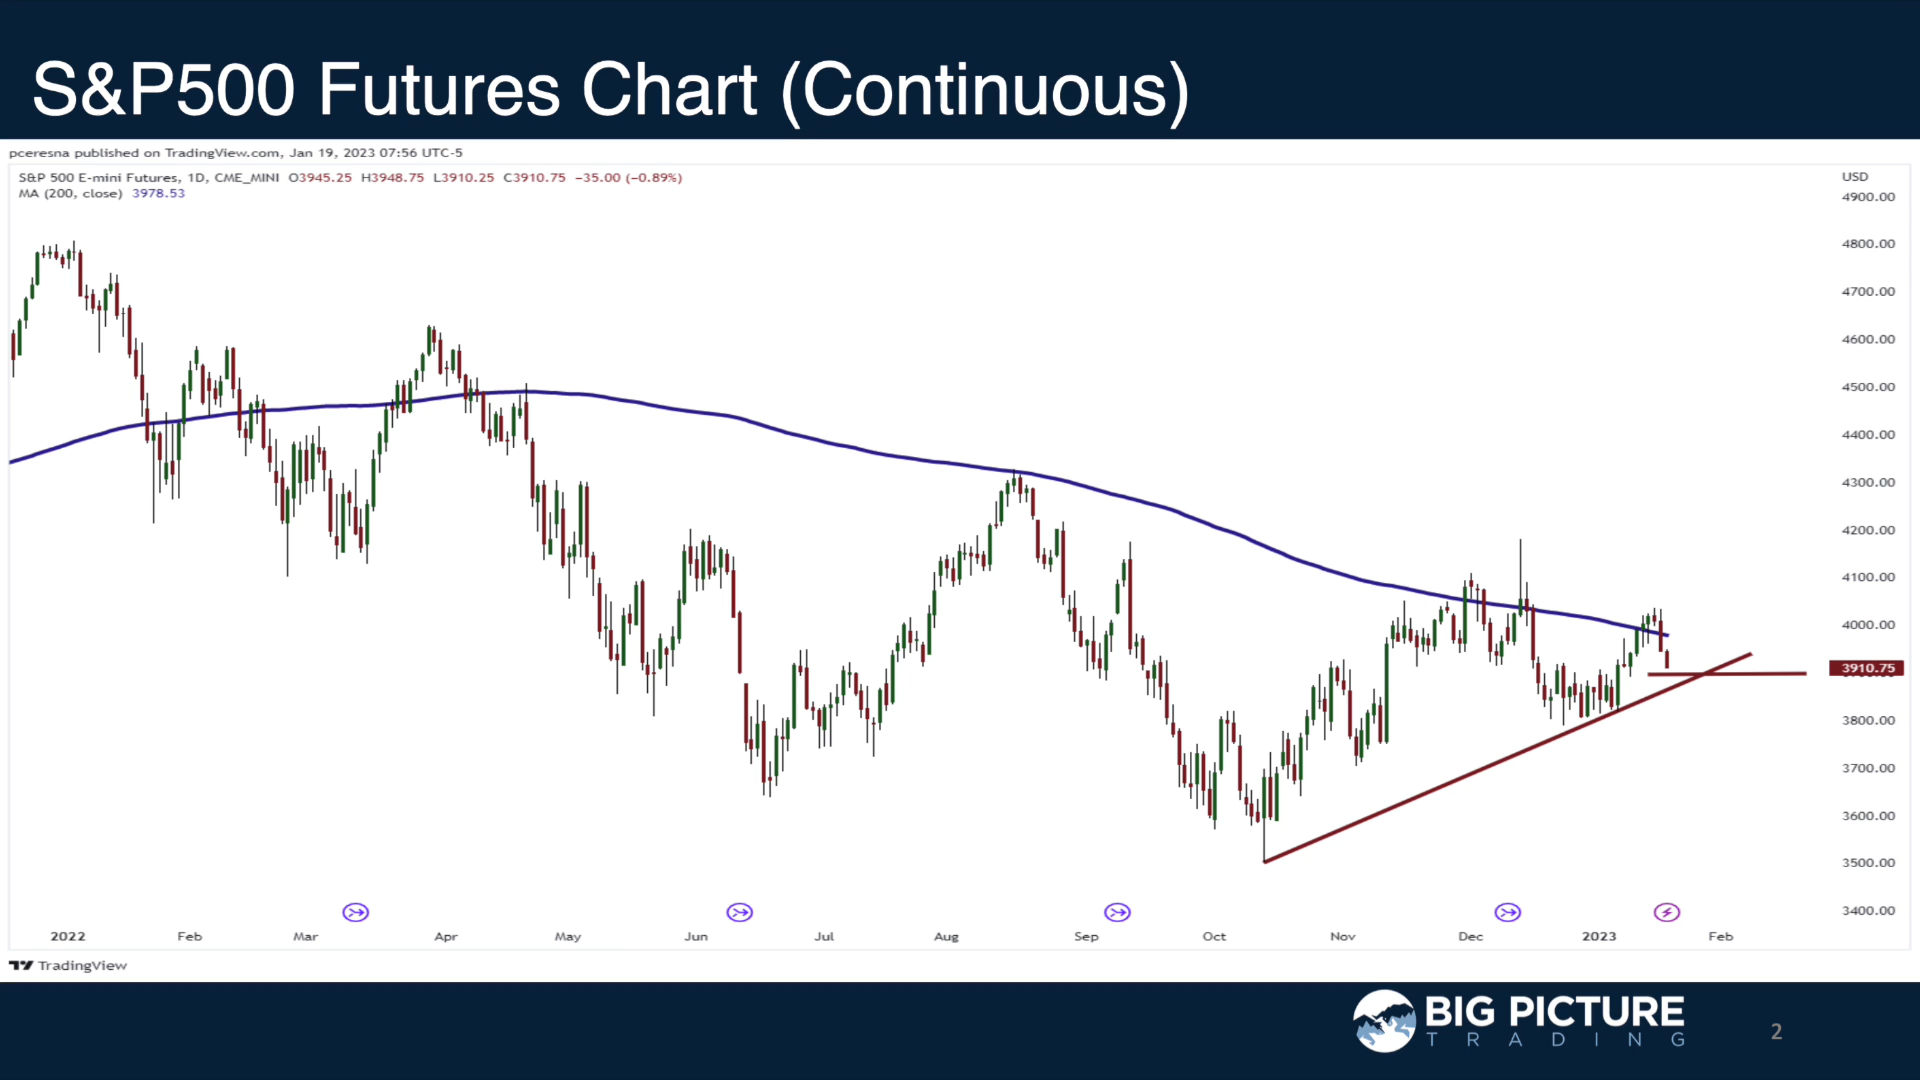 S&P500 Futures Chart (Continuous)
pceresna published on TradingView.com, Jan 19, 2023 07:56 UTC-5
S&P 500 E-mini Futures, 1D, CME_MINI O3945.25 H3948.75 L3910.25 C3910.75 −35.00 (−0.89%)
MA (200, close) 3978.53
USD
4900.00
4800.00
4700.00
4600.00
4500.00
4400.00
4300.00
4200.00
4100.00
4000.00
3910.75
3800.00
3700.00
3600.00
3500.00
3400.00
2022 Feb Mar Apr May Jun Jul Aug Sep Oct Nov Dec 2023 Feb
TradingView
BIG PICTURE
TRADING
2